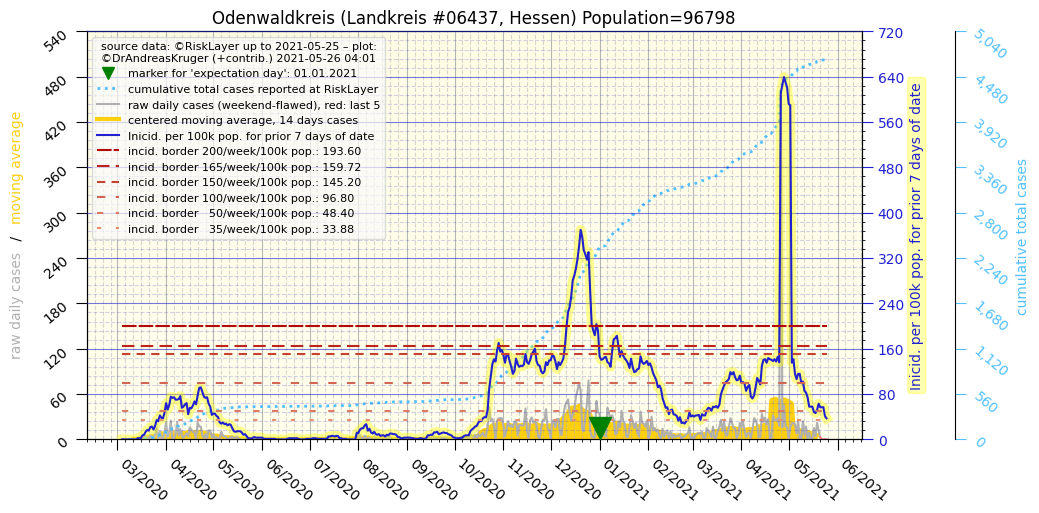 Odenwaldkreis (Landkreis #06437, Hessen) Population=96798
source data: ©RiskLayer up to 2021-05-25 – plot:
©DrAndreasKruger (+contrib.) 2021-05-26 04:01
marker for 'expectation day': 01.01.2021
cumulative total cases reported at RiskLayer
raw daily cases (weekend-flawed), red: last 5
centered moving average, 14 days cases
Inicid. per 100k pop. for prior 7 days of date
incid. border 200/week/100k pop.: 193.60
incid. border 165/week/100k pop.: 159.72
incid. border 150/week/100k pop.: 145.20
incid. border 100/week/100k pop.: 96.80
incid. border   50/week/100k pop.: 48.40
incid. border   35/week/100k pop.: 33.88
raw daily cases / moving average
540
480
420
360
300
240
180
120
60
0
720
640
560
480
400
320
240
160
80
0
Inicid. per 100k pop. for prior 7 days of date
5,040
4,480
3,920
3,360
2,800
2,240
1,680
1,120
560
0
cumulative total cases
03/2020
04/2020
05/2020
06/2020
07/2020
08/2020
09/2020
10/2020
11/2020
12/2020
01/2021
02/2021
03/2021
04/2021
05/2021
06/2021